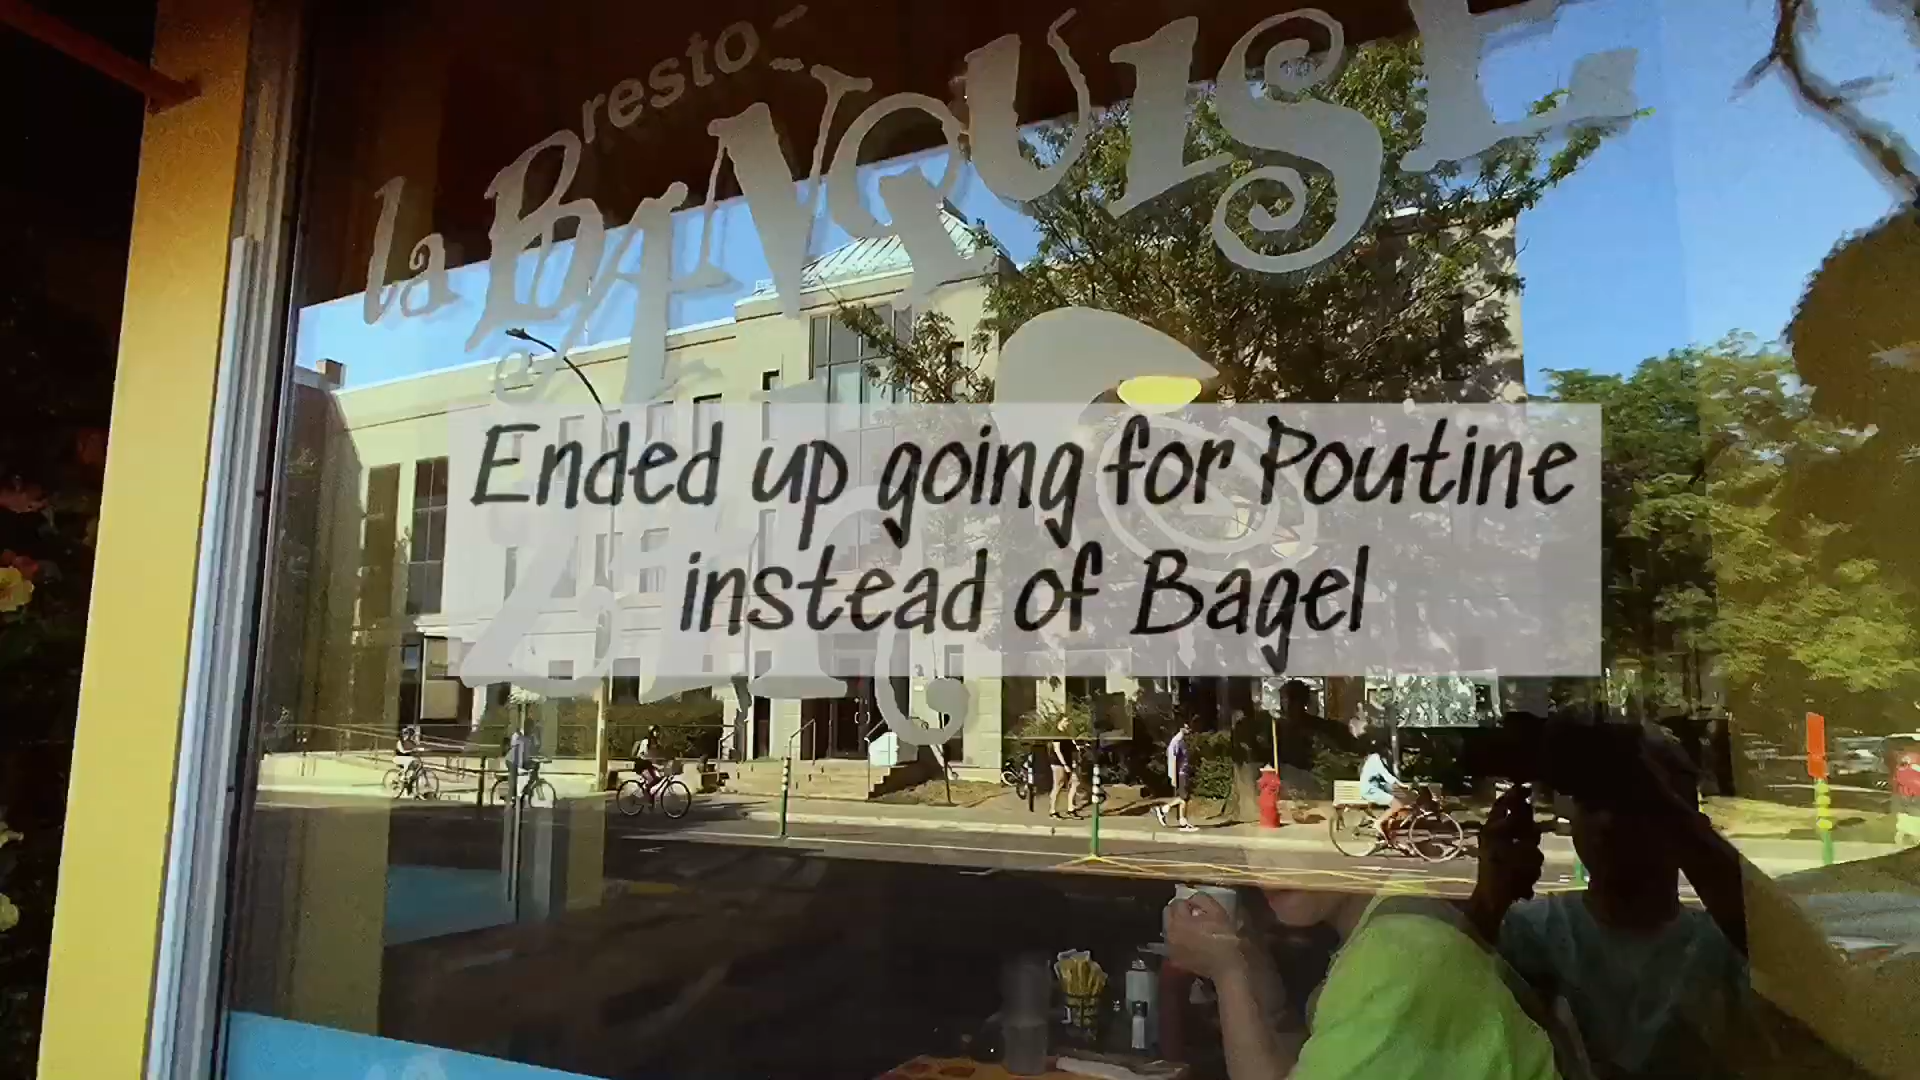 resto-
la BANQUISE
Ended up going for Poutine
instead of Bagel